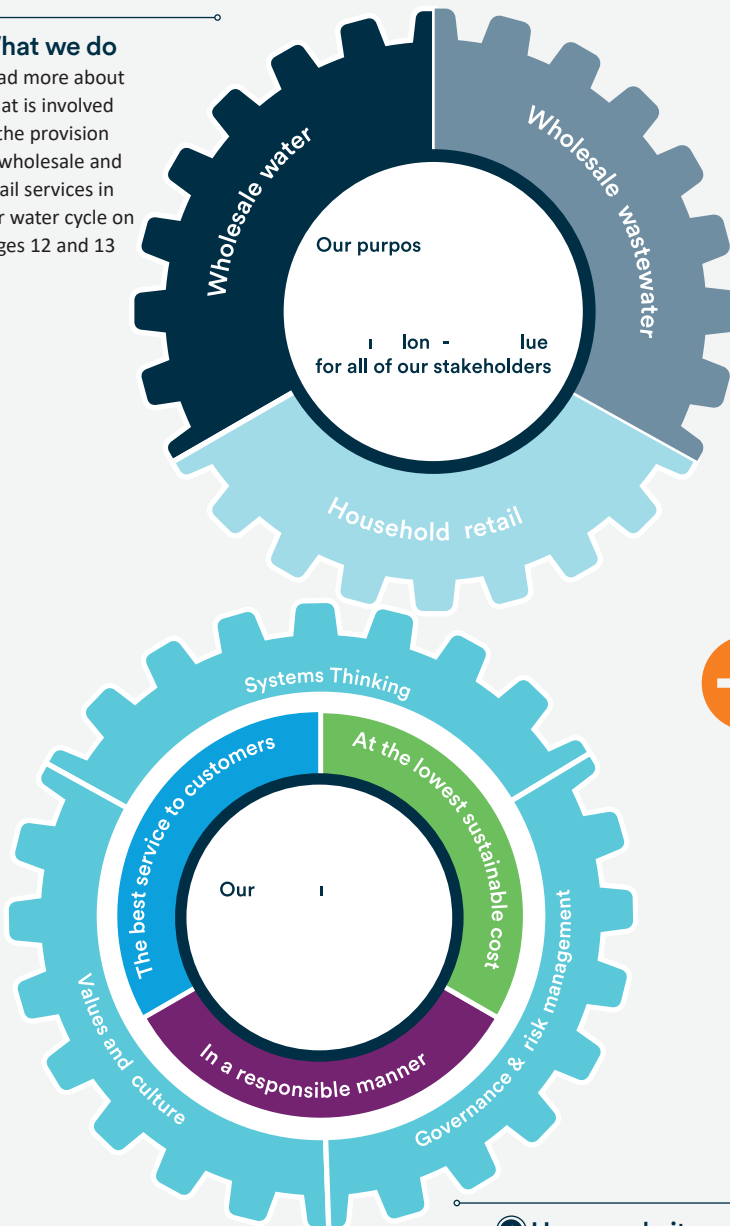 hat we do
ad more about
at is involved
the provision
wholesale and
ail services in
r water cycle on
ges 12 and 13
Wholesale water
Wholesale wastewater
Our purpos
lon - lue
for all of our stakeholders
Household retail
Systems Thinking
The best service to customers
At the lowest sustainable cost
Our
In a responsible manner
Values and culture
Governance & risk management